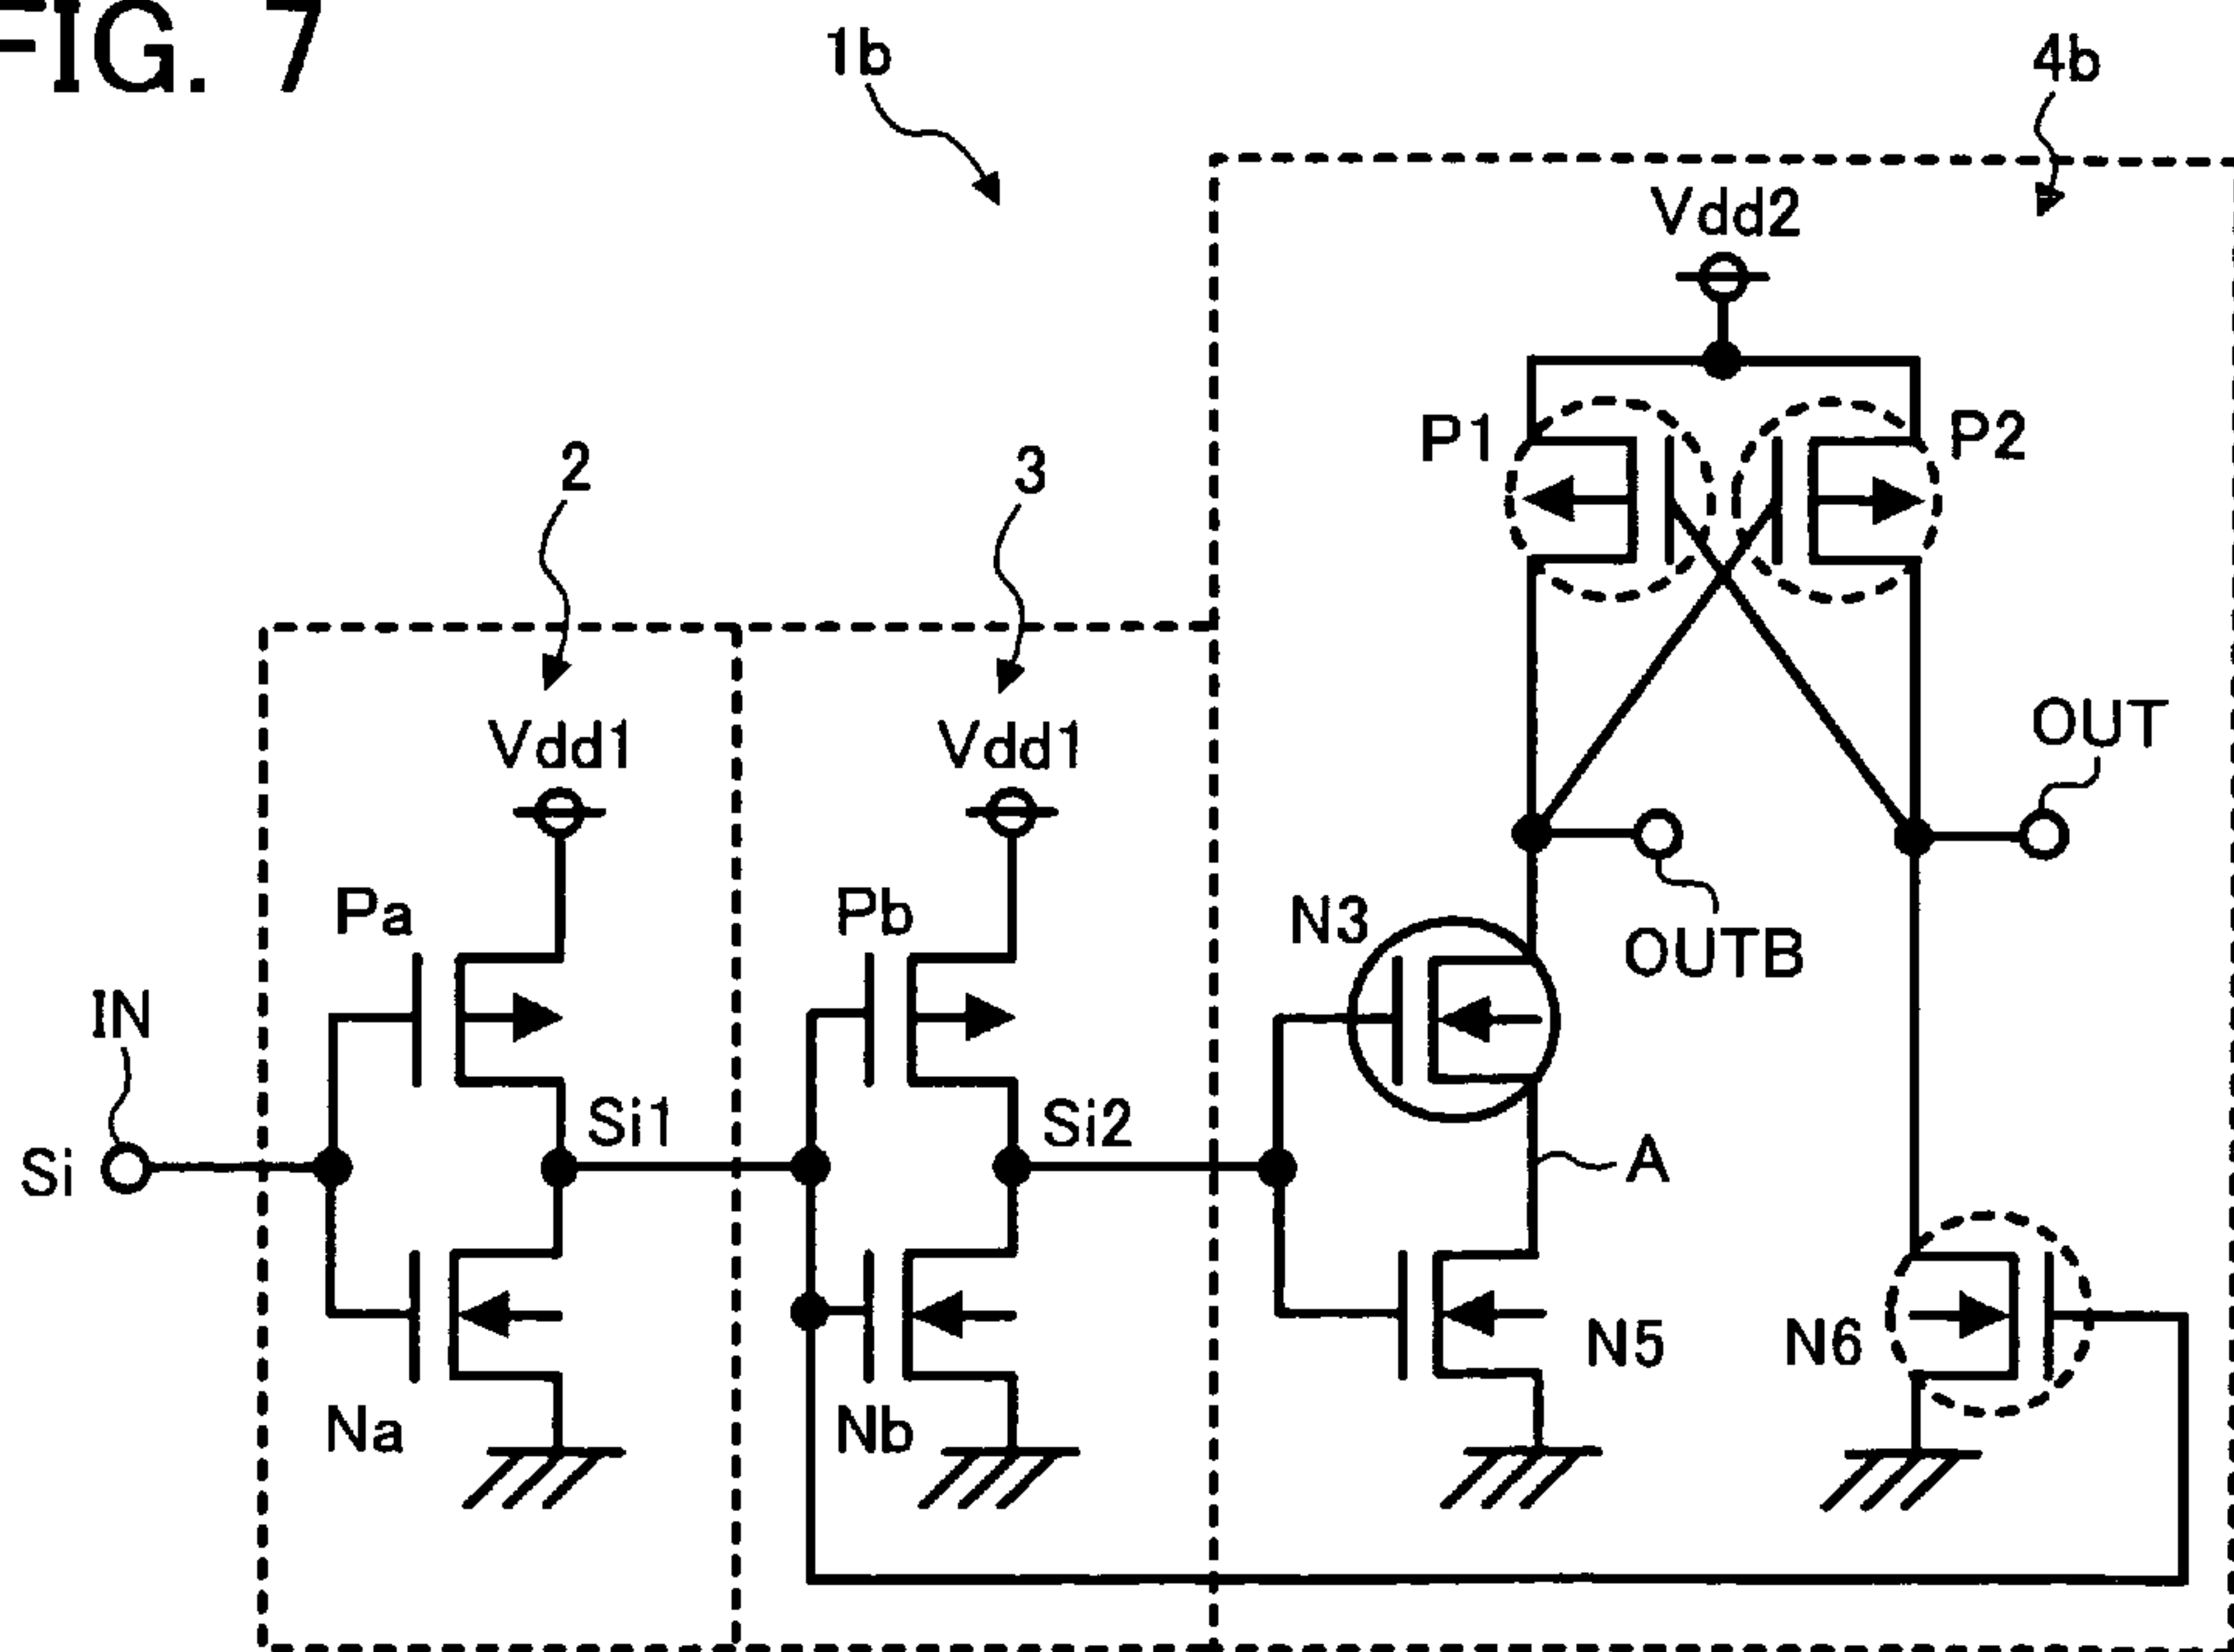 FIG. 7
1b
4b
Vdd2
P1
P2
2
3
Vdd1
Vdd1
OUT
Pa
Pb
N3
OUTB
IN
Si1
Si2
Si
A
N5
N6
Na
Nb